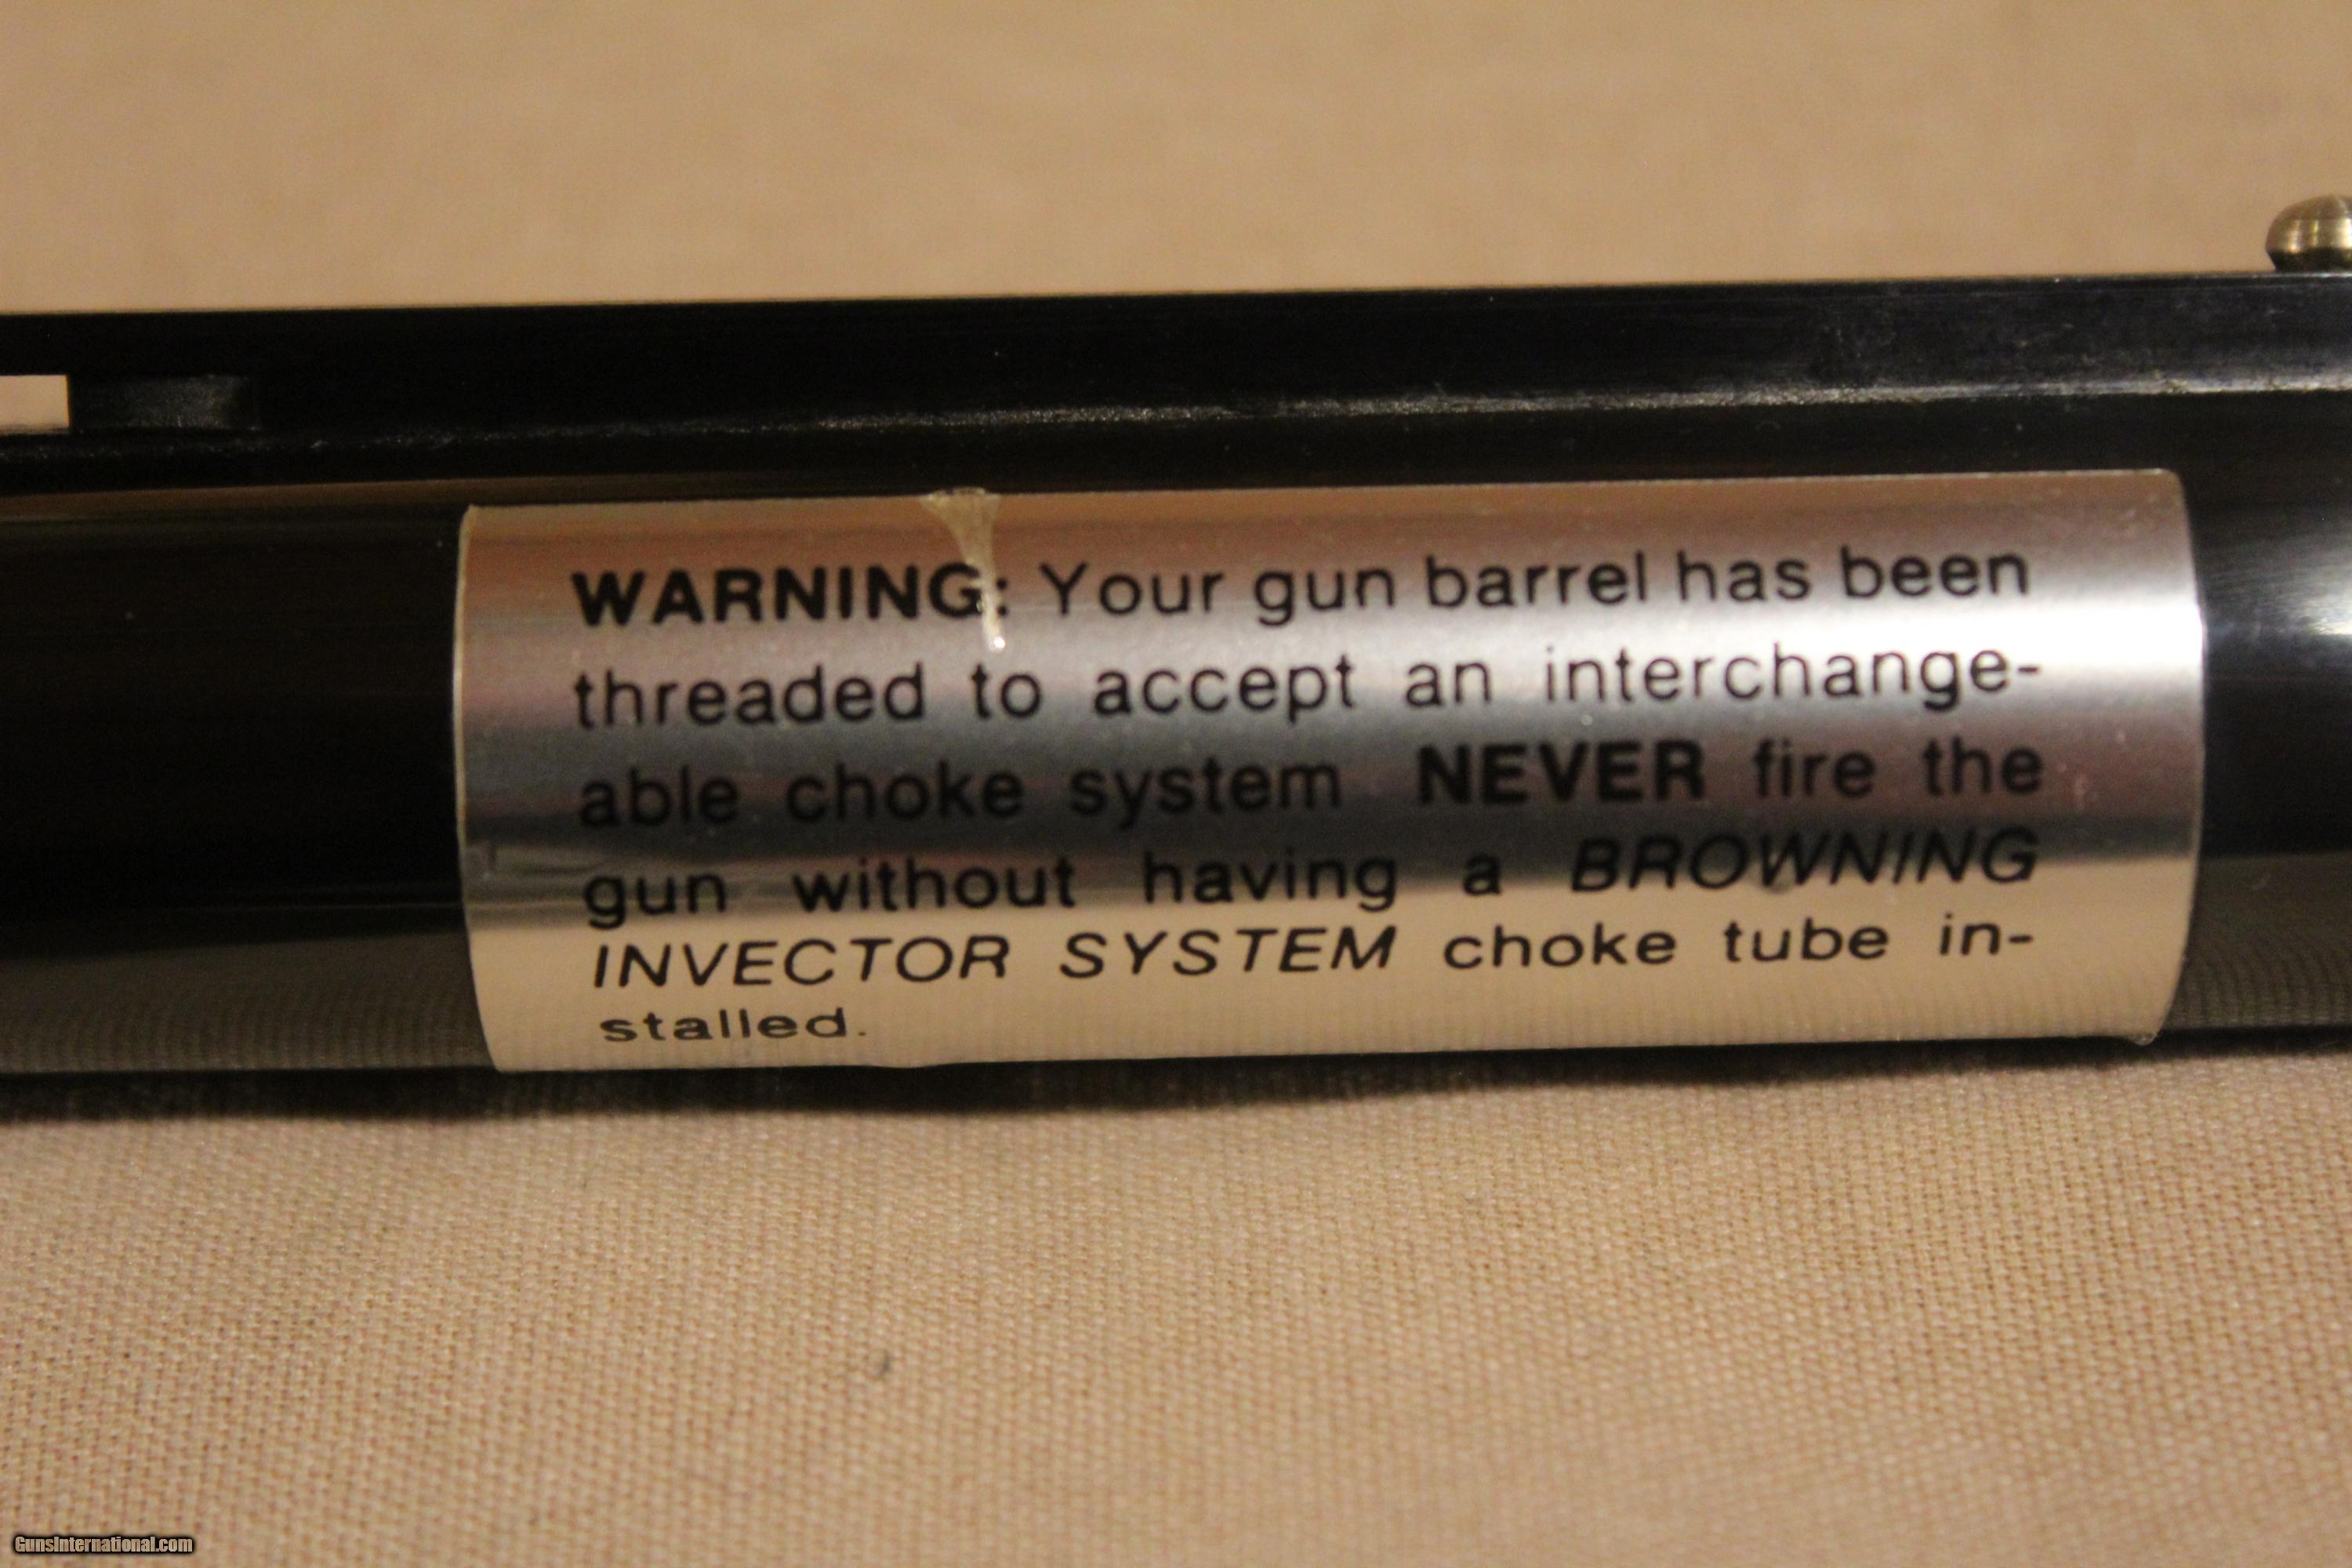 WARNING: Your gun barrel has been
threaded to accept an interchange-
able choke system NEVER fire the
gun without having a BROWNING
INVECTOR SYSTEM choke tube in-
stalled.
GunsInternational.com